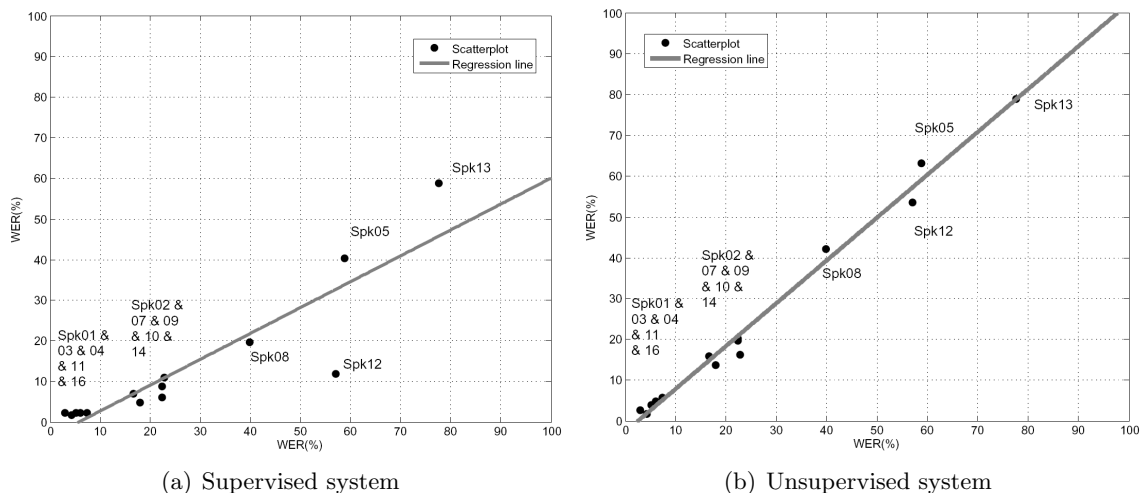 100
90
80
70
60
50
40
30
20
10
0
WER(%)
Scatterplot
Regression line
Spk13
Spk05
Spk02 &
07 & 09
& 10 &
14
Spk01 &
03 & 04
& 11
& 16
Spk08
Spk12
0 10 20 30 40 50 60 70 80 90 100
WER(%)
(a) Supervised system
100
90
80
70
60
50
40
30
20
10
0
WER(%)
Scatterplot
Regression line
Spk13
Spk05
Spk12
Spk02 &
07 & 09
& 10 &
14
Spk08
Spk01 &
03 & 04
& 11
& 16
0 10 20 30 40 50 60 70 80 90 100
WER(%)
(b) Unsupervised system